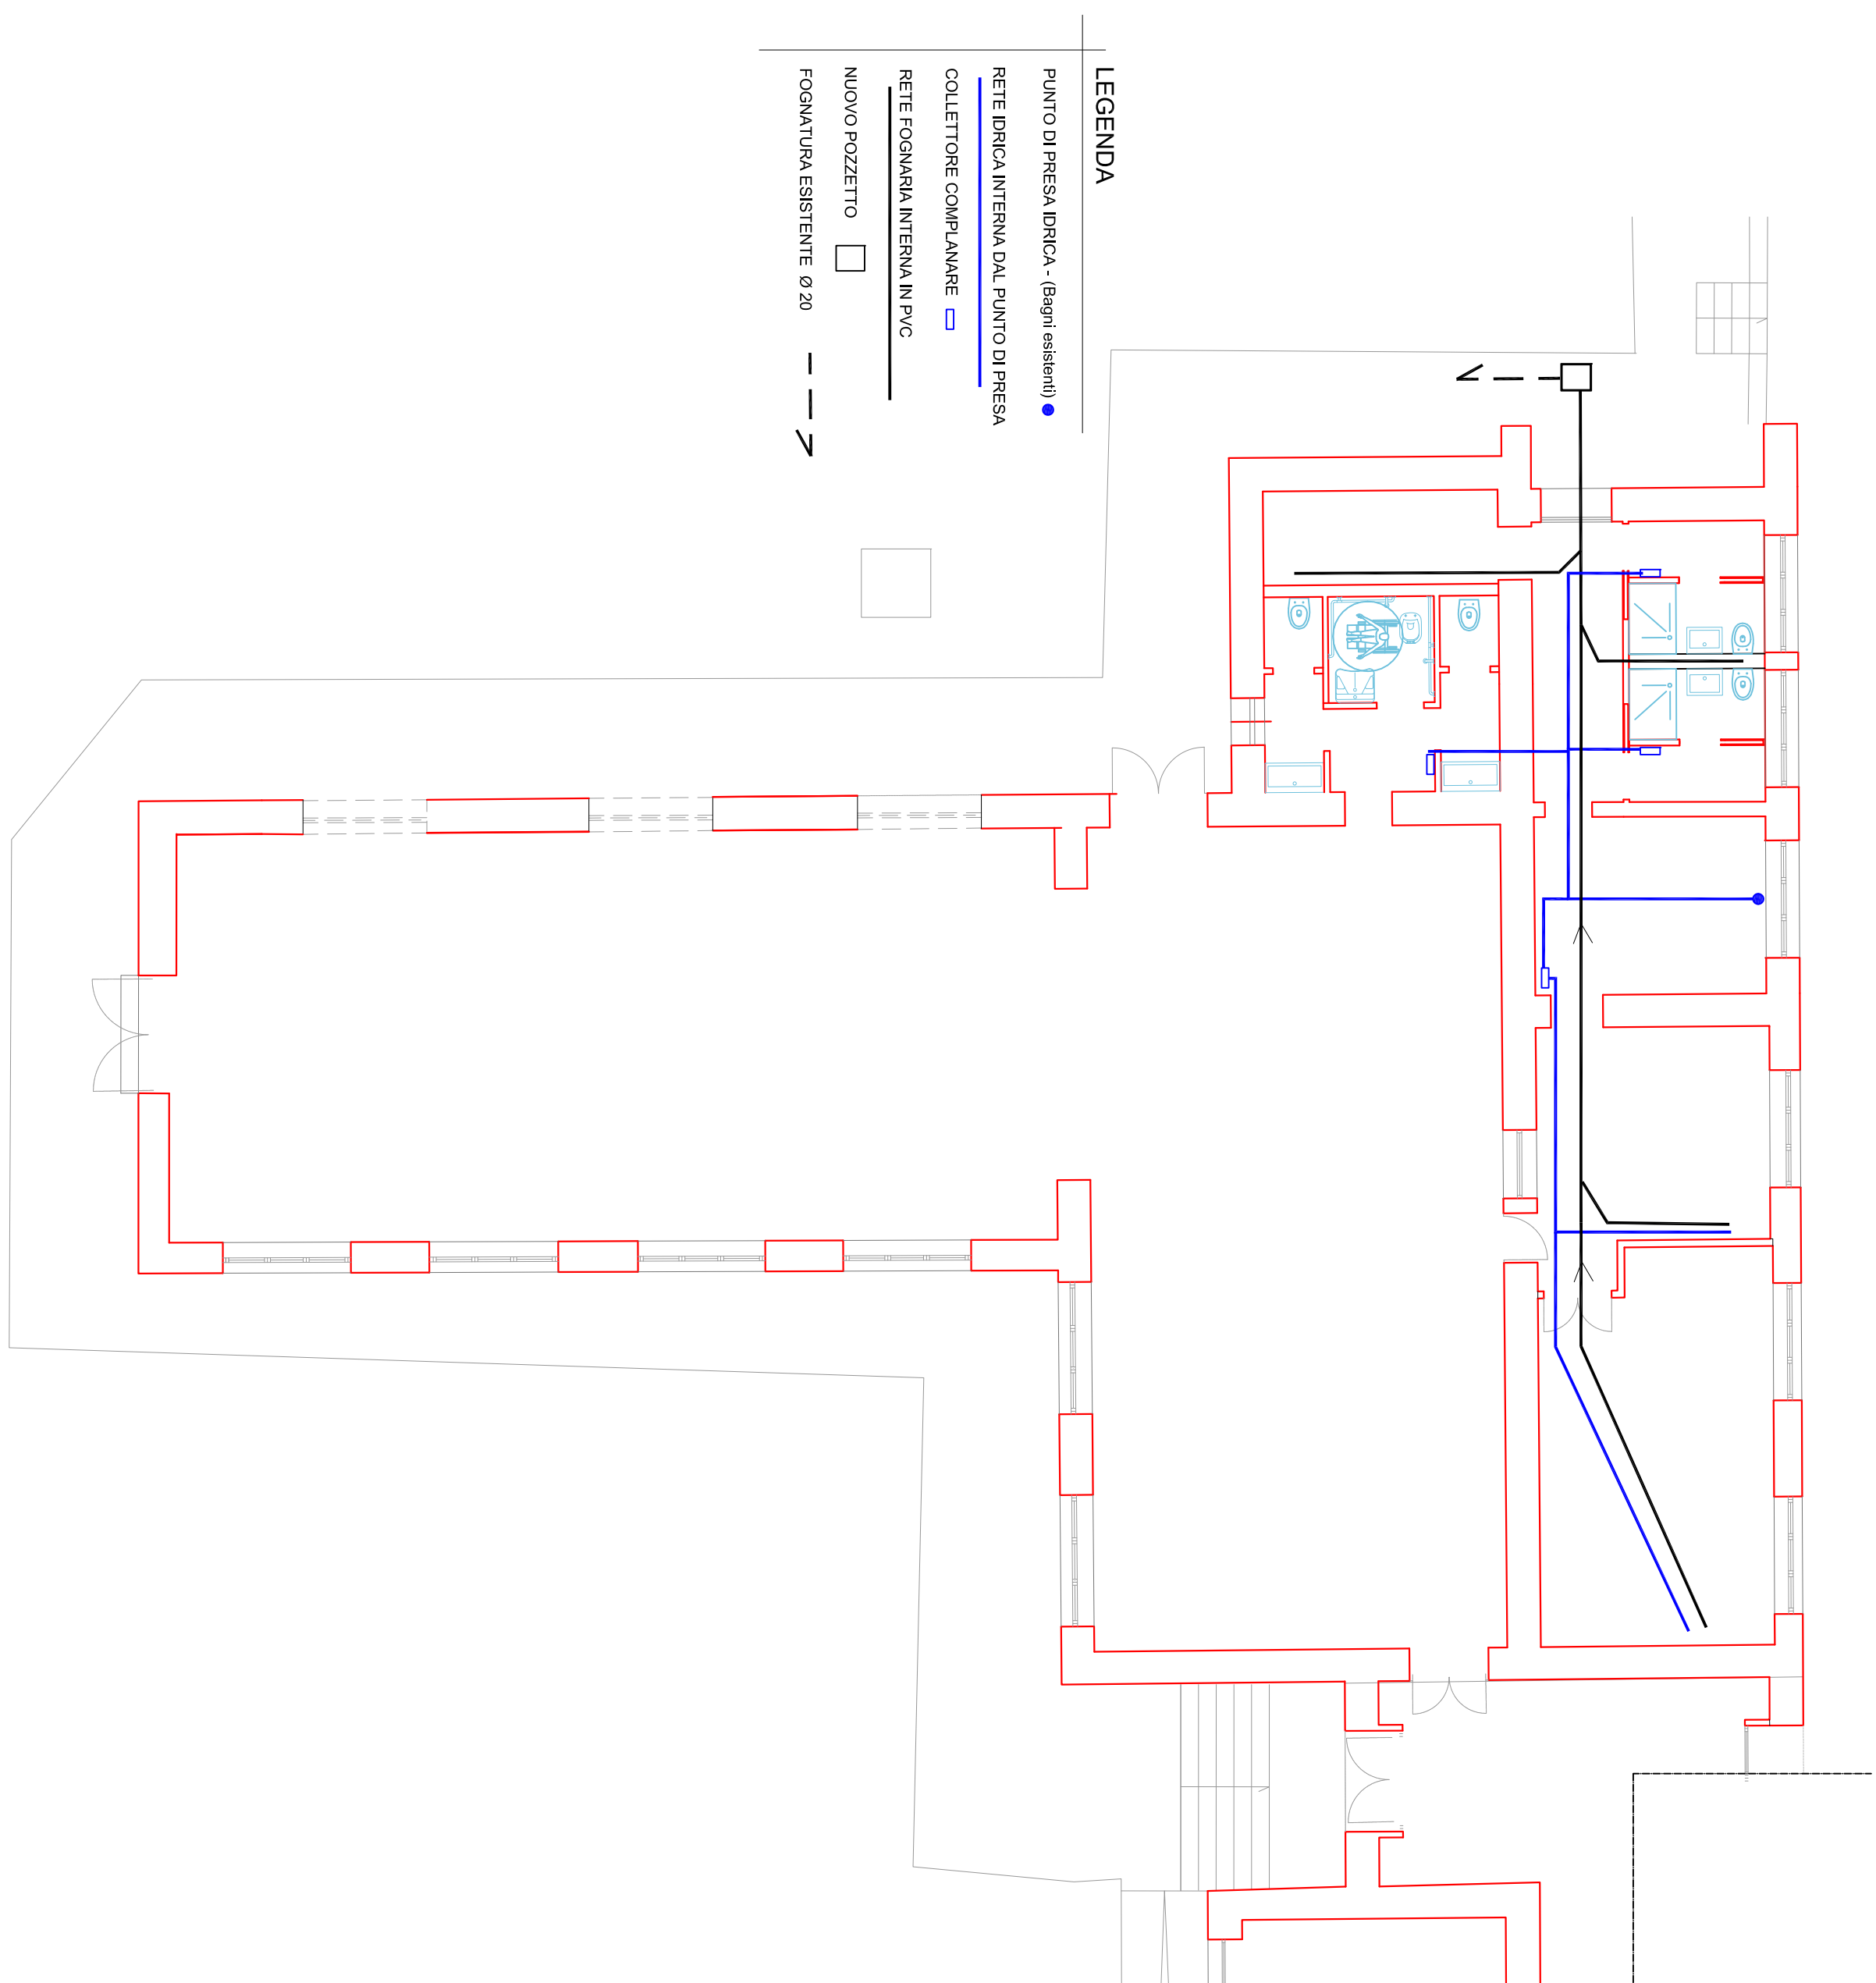 LEGENDA
PUNTO DI PRESA IDRICA - (Bagni esistenti)
RETE IDRICA INTERNA DAL PUNTO DI PRESA
COLLETTORE COMPLANARE
RETE FOGNARIA INTERNA IN PVC
NUOVO POZZETTO
FOGNATURA ESISTENTE Ø 20